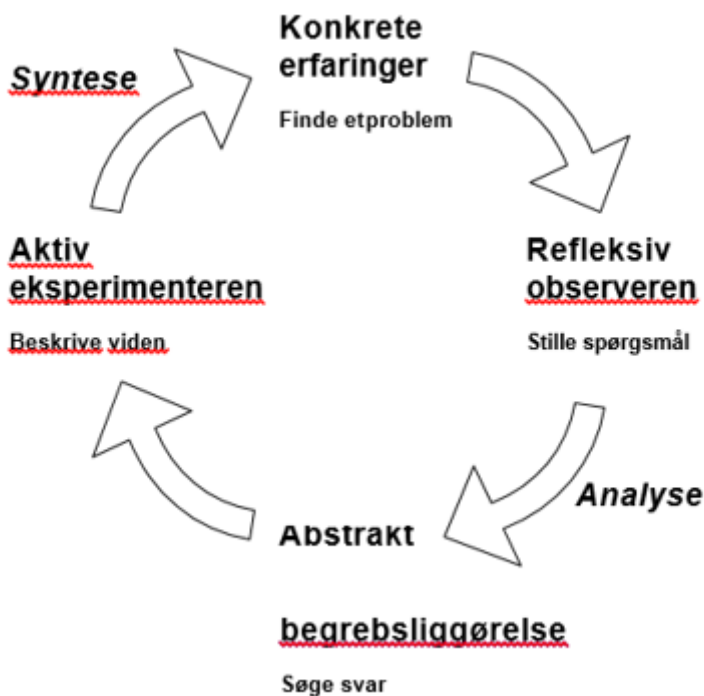 Konkrete
erfaringer
Finde etproblem
Syntese
Aktiv
eksperimenteren
Beskrive viden
Refleksiv
observeren
Stille spørgsmål
Analyse
Abstrakt
begrebsliggørelse
Søge svar